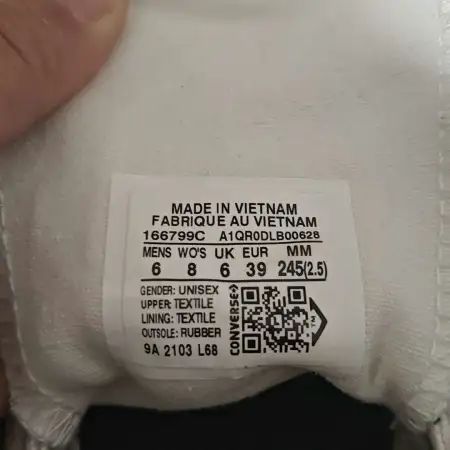 MADE IN VIETNAM
FABRIQUE AU VIETNAM
166799C A1QR0DLB00628
MENS WO'S UK EUR MM
6 8 6 39 245(2.5)
GENDER: UNISEX
UPPER: TEXTILE
LINING: TEXTILE
OUTSOLE: RUBBER
9A 2103 L68
CONVERSE
TM